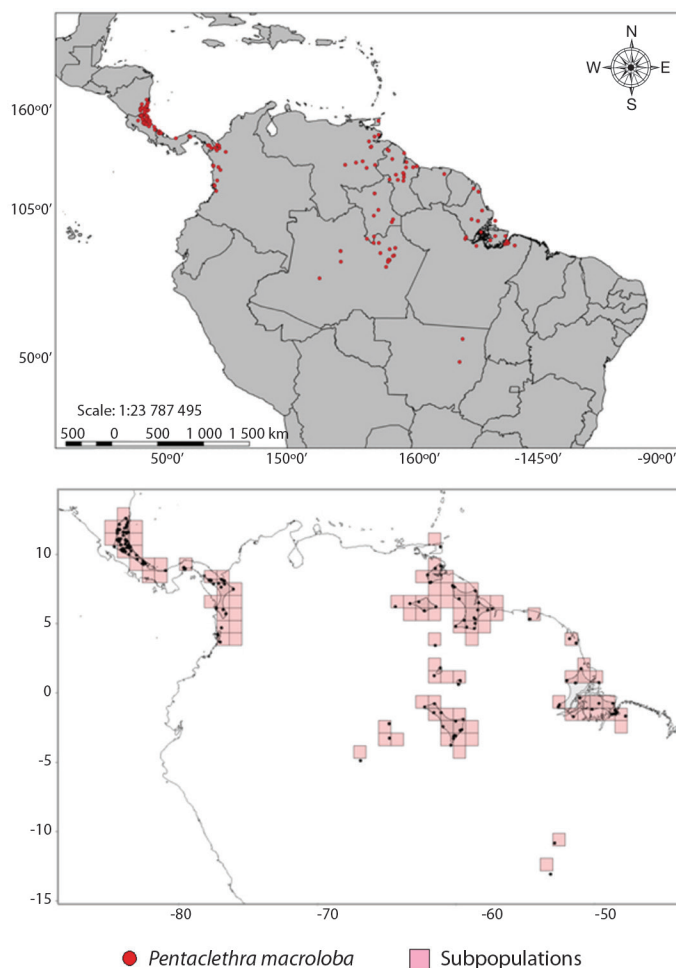 N
W E
S
160º0′
105º0′
50º0′
Scale: 1:23 787 495
500 0 500 1 000 1 500 km
50º0′ 150º0′ 160º0′ -145º0′ -90º0′
10
5
0
-5
-10
-15
-80 -70 -60 -50
Pentaclethra macroloba Subpopulations